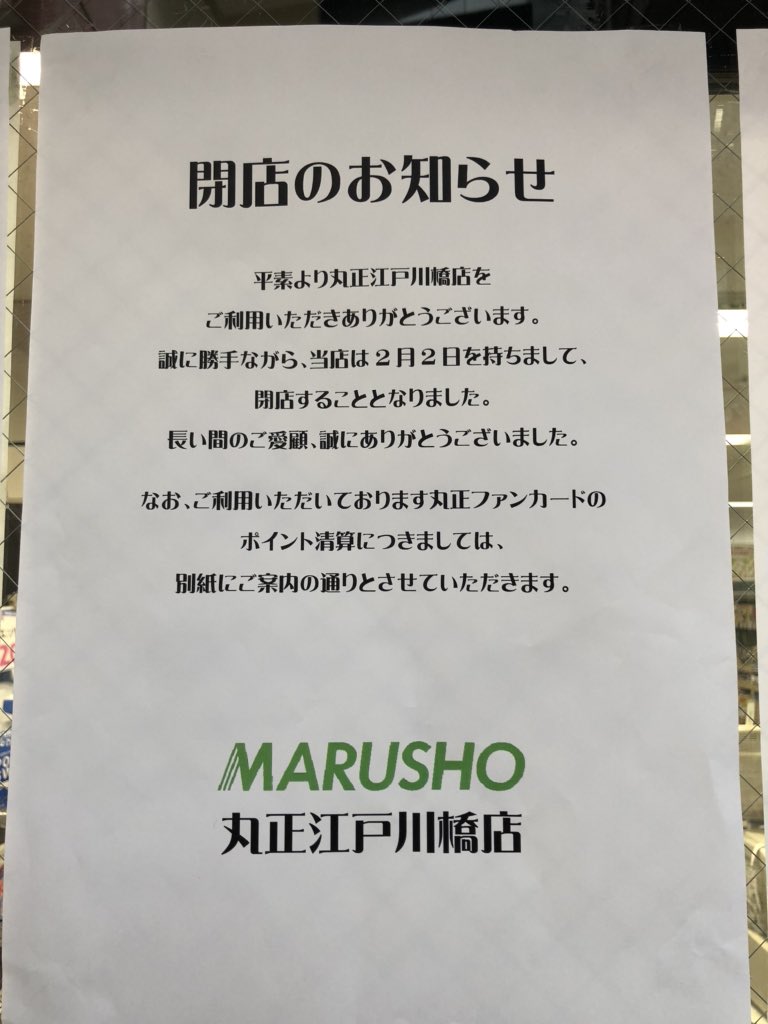 閉店のお知らせ
平素より丸正江戸川橋店を
ご利用いただきありがとうございます。
誠に勝手ながら、当店は2月2日を持ちまして、
閉店することとなりました。
長い間のご愛顧、誠にありがとうございました。
なお、ご利用いただいております丸正ファンカードの
ポイント清算につきましては、
別紙にご案内の通りとさせていただきます。
MARUSHO
丸正江戸川橋店